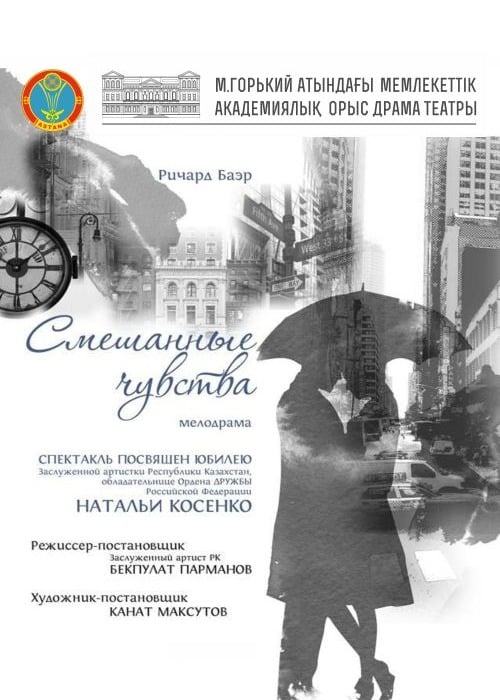 ASTANA
М.ГОРЬКИЙ АТЫНДАҒЫ МЕМЛЕКЕТТІК
АКАДЕМИЯЛЫҚ ОРЫС ДРАМА ТЕАТРЫ
Ричард Баэр
Смешанные
чувства
мелодрама
СПЕКТАКЛЬ ПОСВЯЩЕН ЮБИЛЕЮ
Заслуженной артистки Республики Казахстан,
обладательнице Ордена ДРУЖБЫ
Российской Федерации
НАТАЛЬИ КОСЕНКО
Режиссер-постановщик
Заслуженный артист РК
БЕКПУЛАТ ПАРМАНОВ
Художник-постановщик
КАНАТ МАКСУТОВ